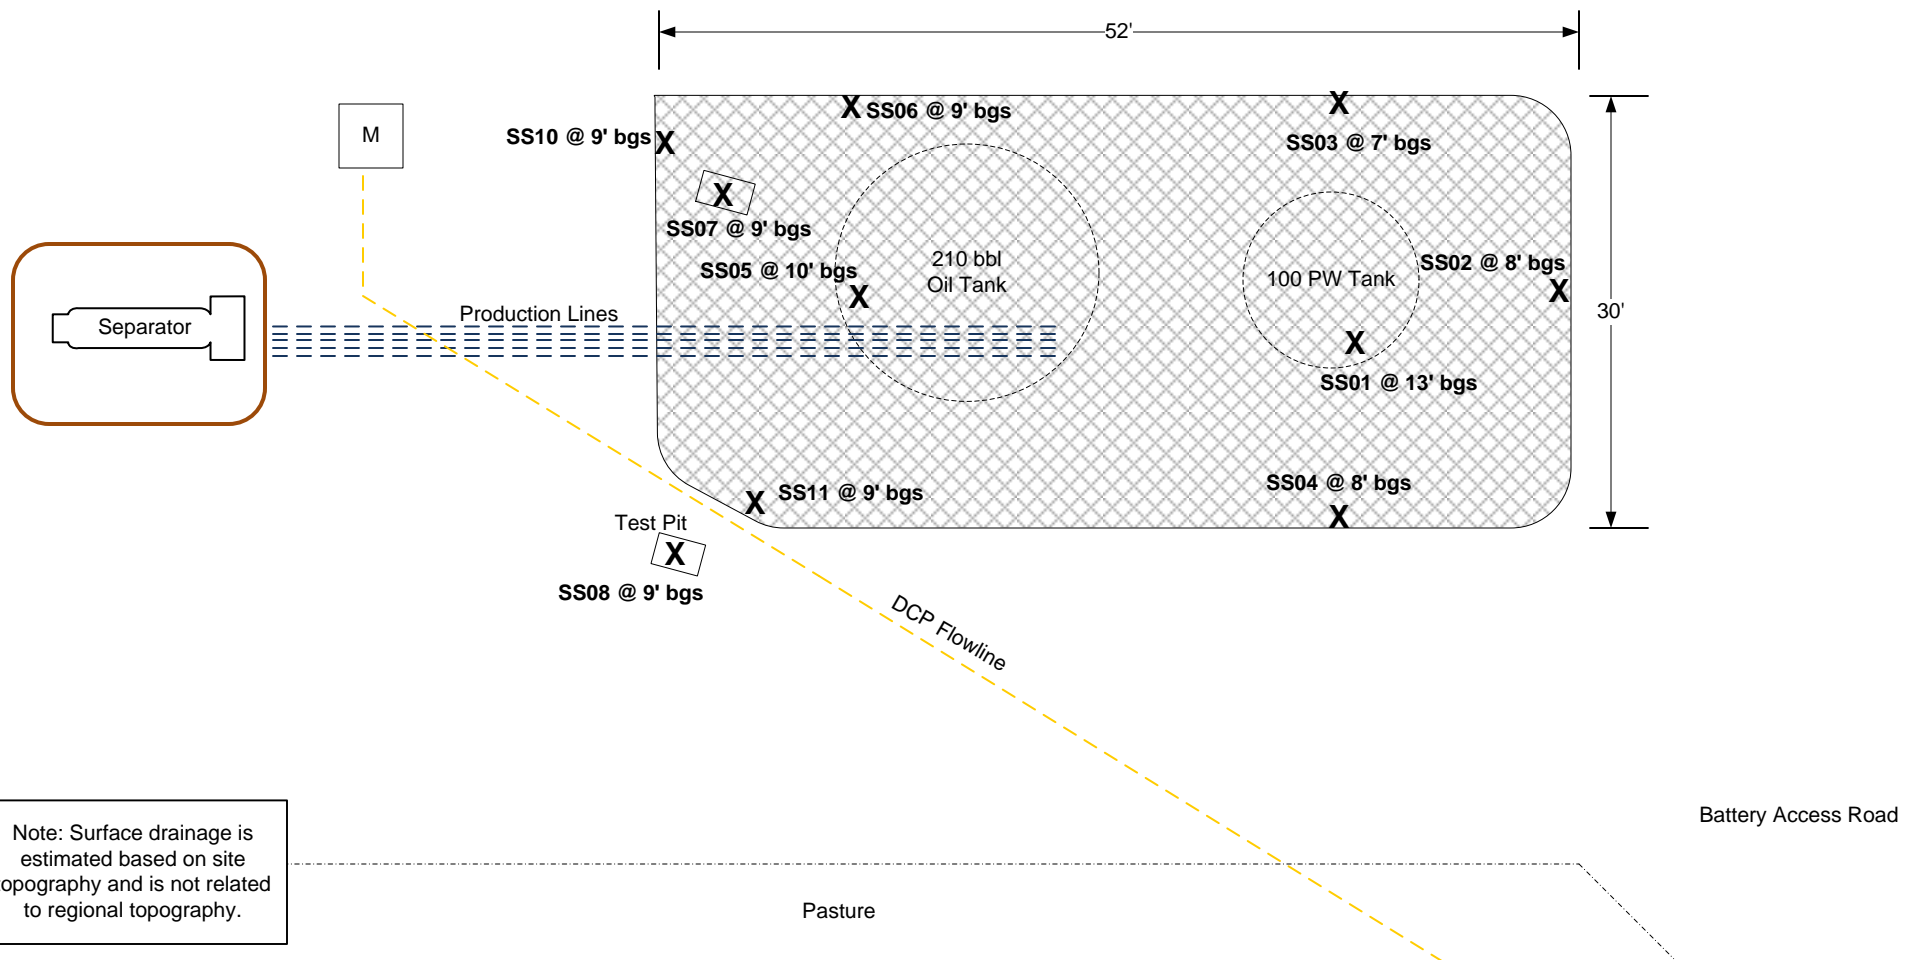 52'
M
SS10 @ 9' bgs
X
X
SS06 @ 9' bgs
X
SS03 @ 7' bgs
X
SS07 @ 9' bgs
SS05 @ 10' bgs
X
210 bbl
Oil Tank
100 PW Tank
SS02 @ 8' bgs
X
30'
Separator
Production Lines
X
SS01 @ 13' bgs
X
SS11 @ 9' bgs
SS04 @ 8' bgs
X
Test Pit
X
SS08 @ 9' bgs
DCP Flowline
Battery Access Road
Note: Surface drainage is
estimated based on site
opography and is not related
to regional topography.
Pasture